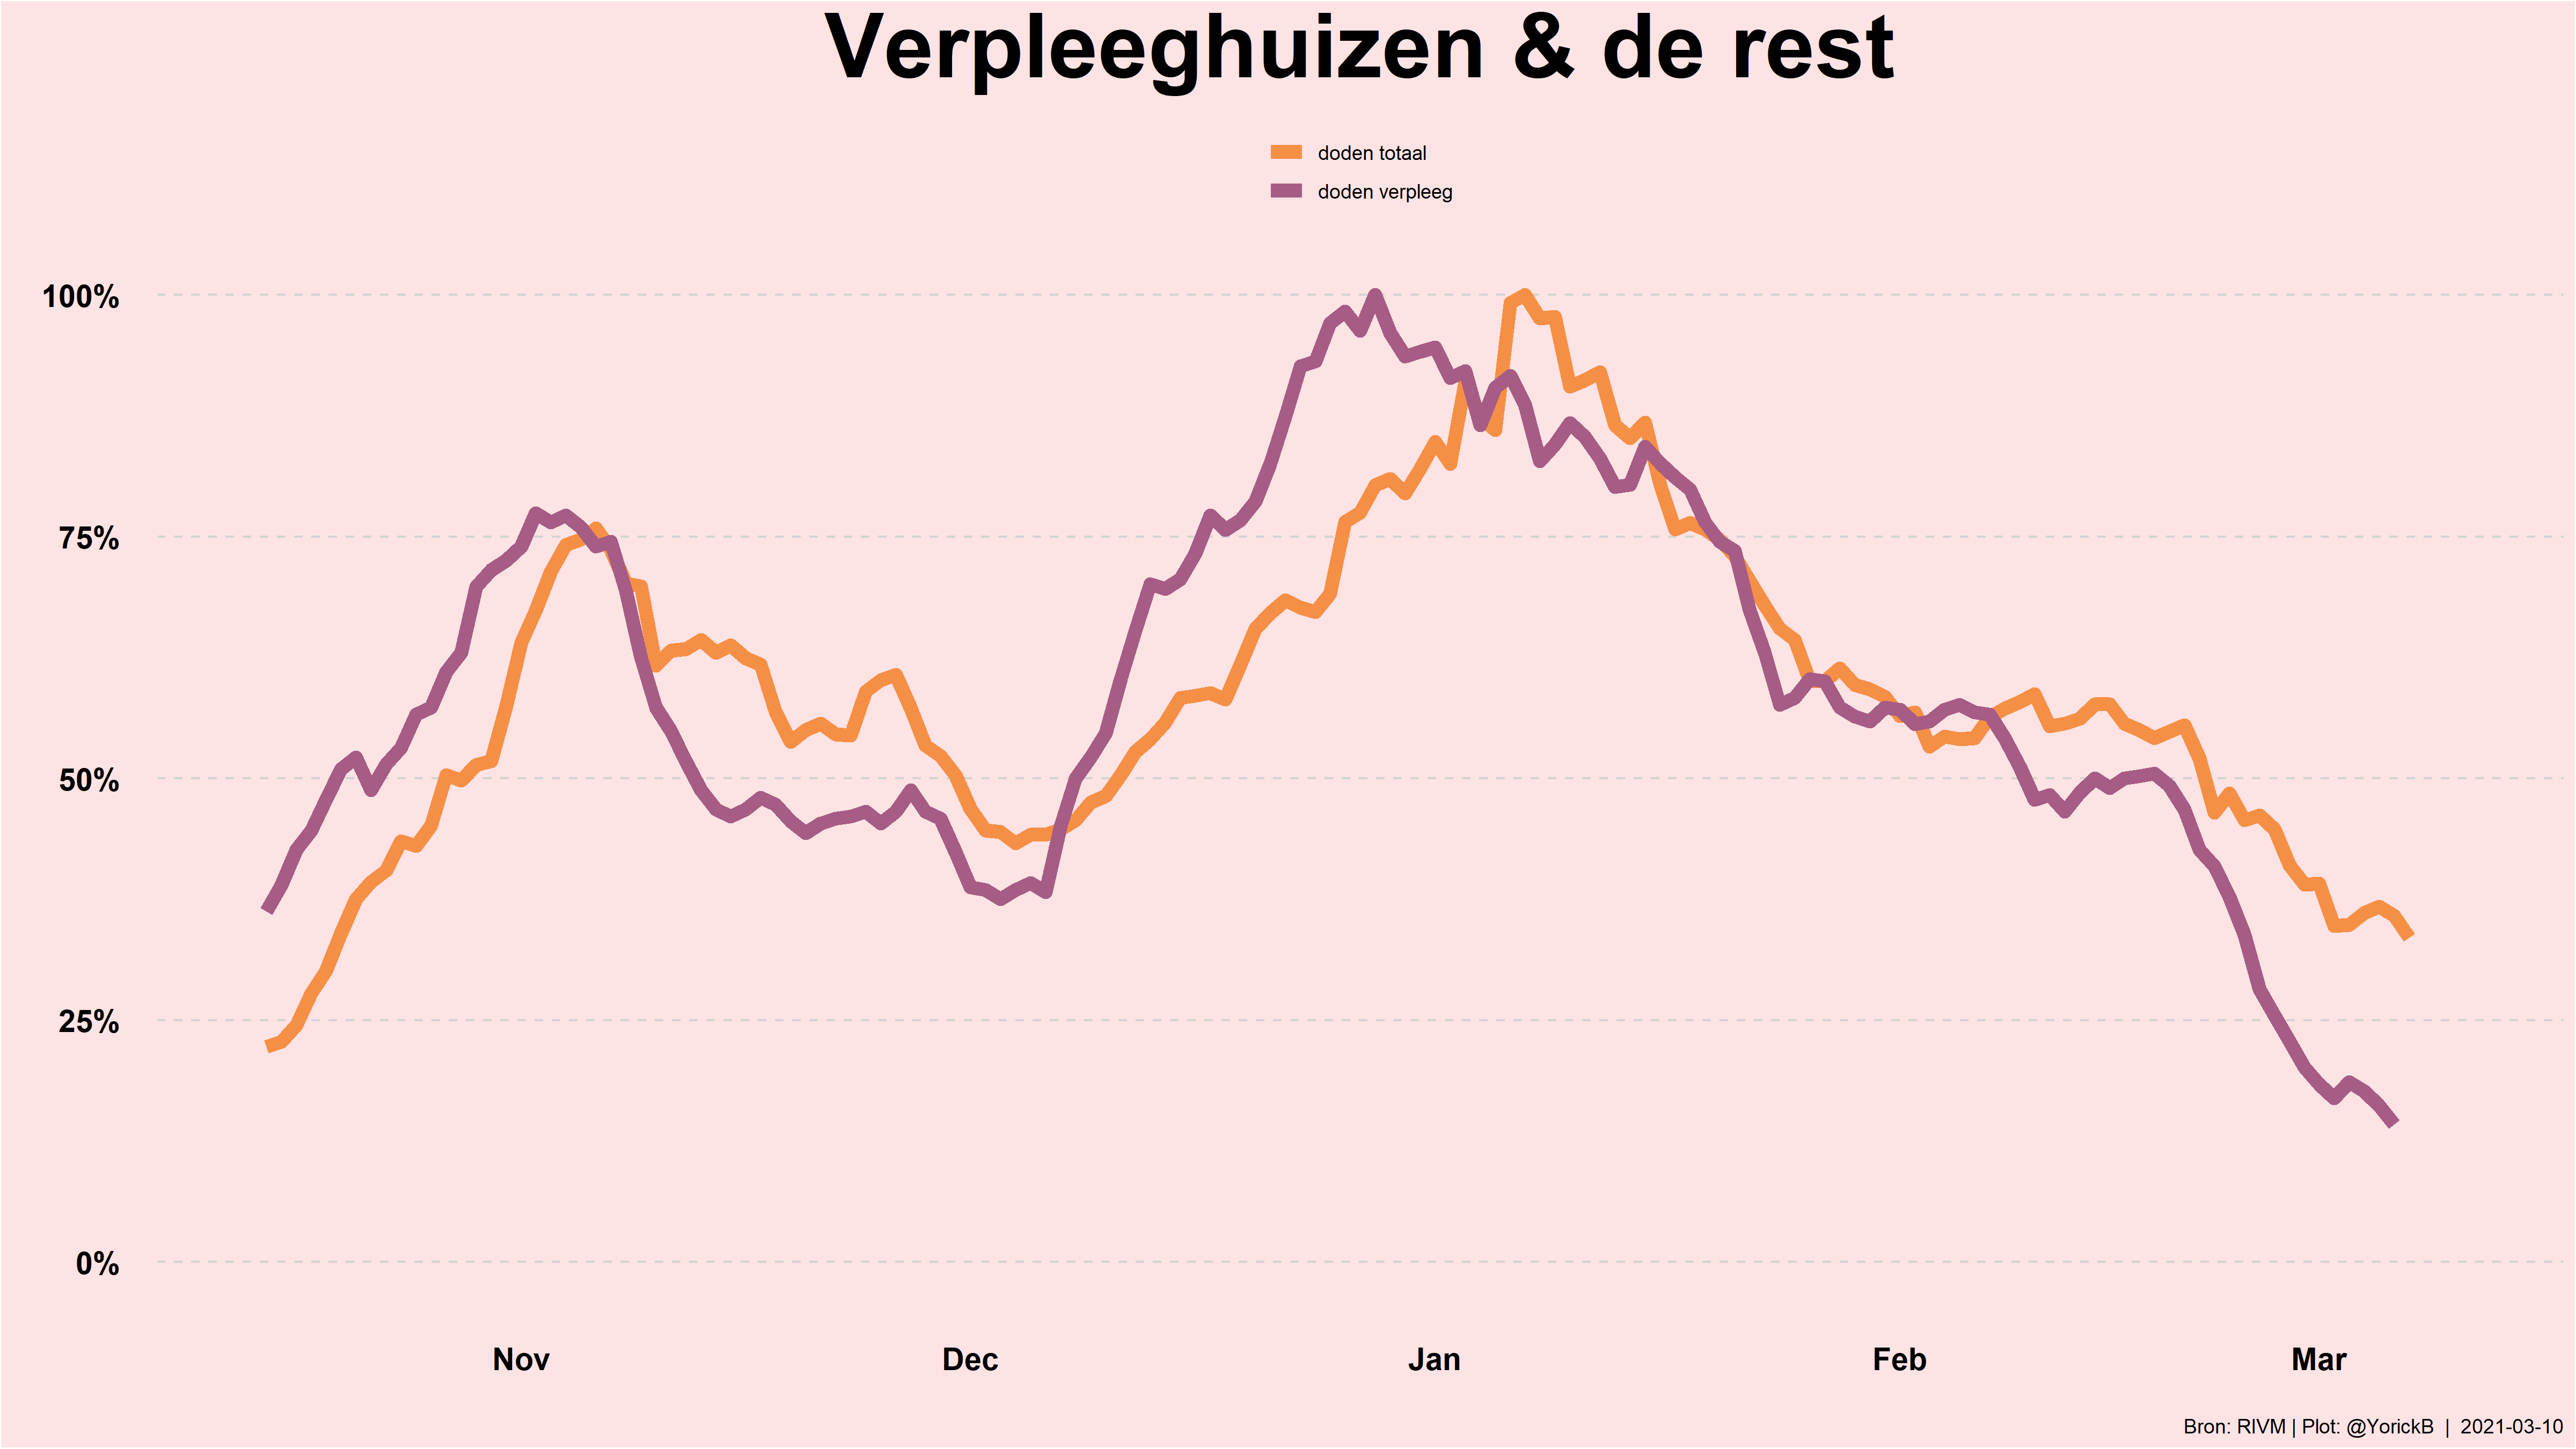 Verpleeghuizen & de rest
doden totaal
doden verpleeg
100%
75%
50%
25%
0%
Nov Dec Jan Feb Mar
Bron: RIVM | Plot: @YorickB | 2021-03-10